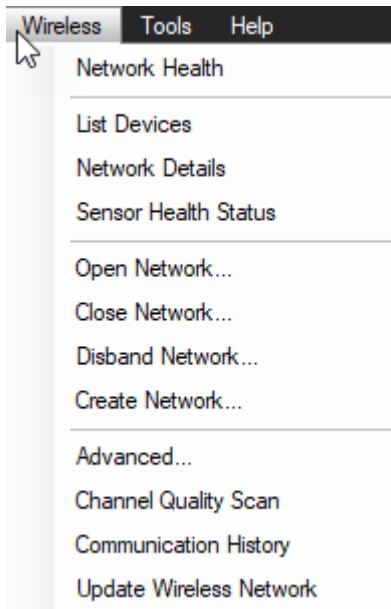 Wireless Tools Help
Network Health
List Devices
Network Details
Sensor Health Status
Open Network...
Close Network...
Disband Network...
Create Network...
Advanced...
Channel Quality Scan
Communication History
Update Wireless Network